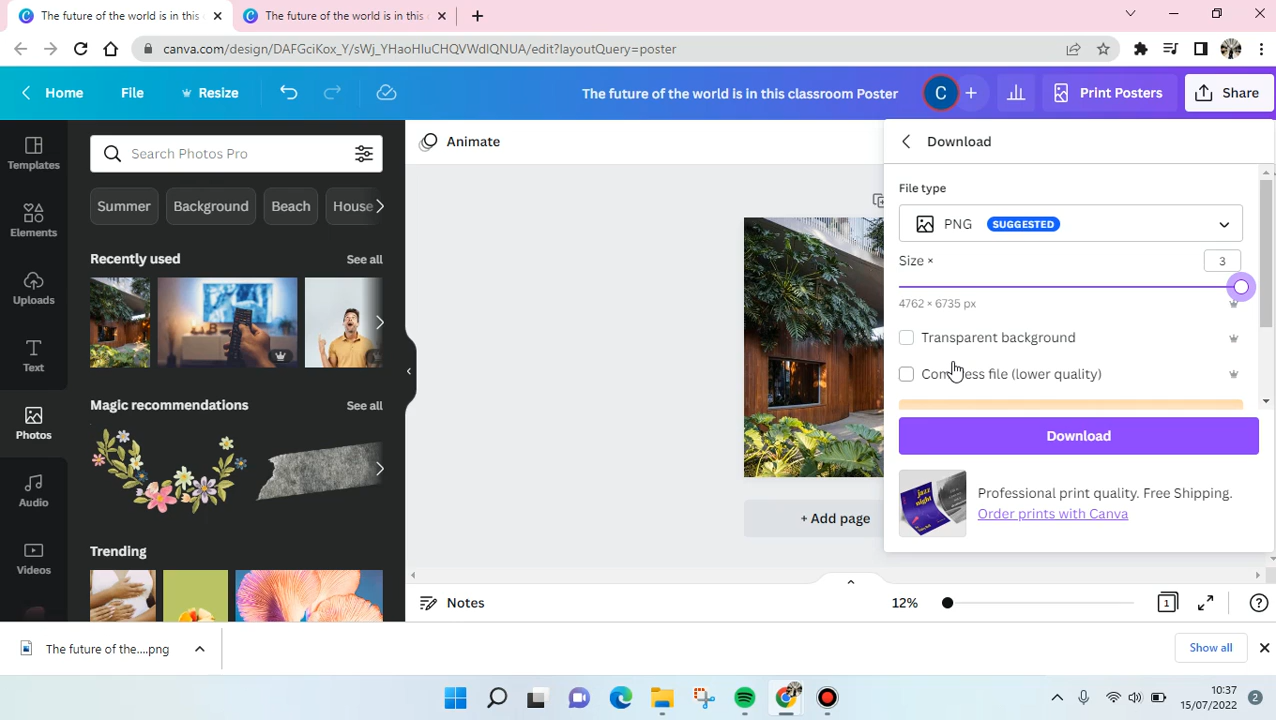 The future of the world is in this
The future of the world is in this
canva.com/design/DAFGciKox_Y/sWj_YHaoHIuCHQVWdIQNUA/edit?layoutQuery=poster
Home
File
Resize
The future of the world is in this classroom Poster
C
Print Posters
Share
Templates
Elements
Uploads
Text
Photos
Audio
Videos
Search Photos Pro
Summer
Background
Beach
House
Recently used
See all
Magic recommendations
See all
Trending
Animate
+ Add page
Notes
12%
1
Download
File type
PNG
SUGGESTED
Size ×
3
4762 × 6735 px
Transparent background
file (lower quality)
Download
jazz
night
Professional print quality. Free Shipping.
Order prints with Canva
The future of the....png
Show all
10:37
15/07/2022
2